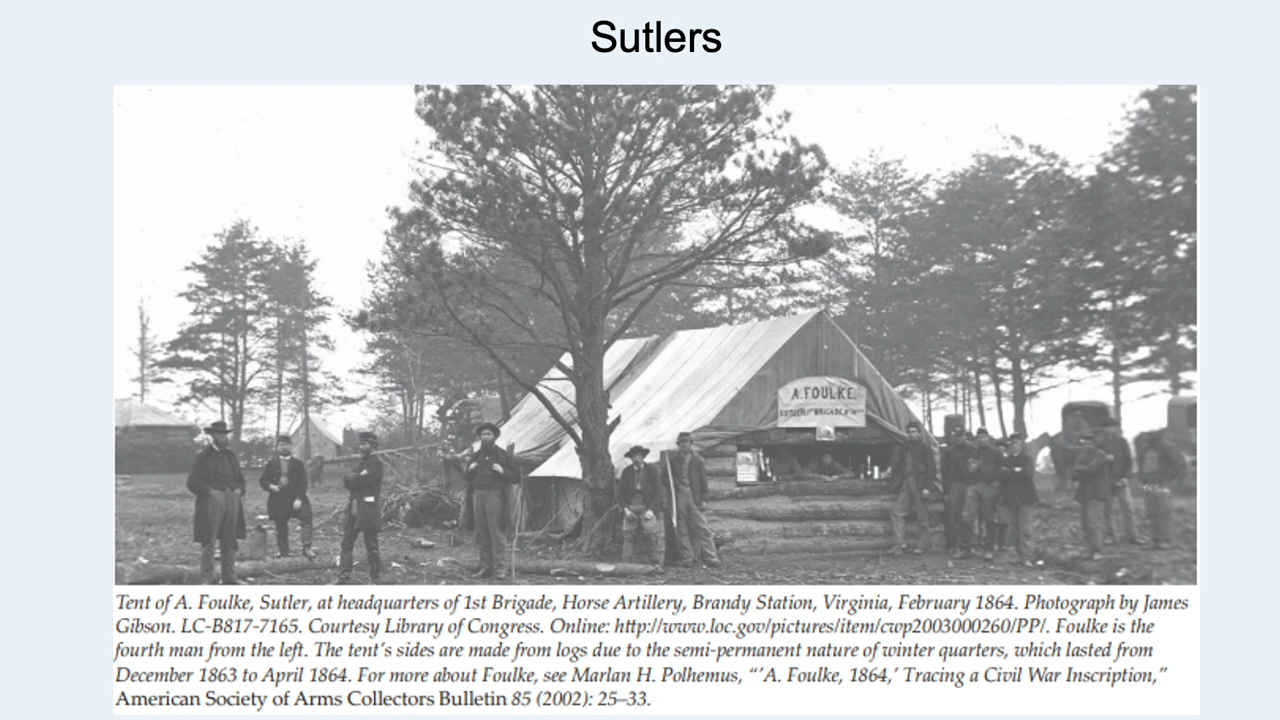 Sutlers
A. FOULKE.
SUTLER 1ST BRIGADE H.A.
Tent of A. Foulke, Sutler, at headquarters of 1st Brigade, Horse Artillery, Brandy Station, Virginia, February 1864. Photograph by James
Gibson. LC-B817-7165. Courtesy Library of Congress. Online: http://www.loc.gov/pictures/item/cwp2003000260/PP/. Foulke is the
fourth man from the left. The tent’s sides are made from logs due to the semi-permanent nature of winter quarters, which lasted from
December 1863 to April 1864. For more about Foulke, see Marlan H. Polhemus, “‘A. Foulke, 1864,’ Tracing a Civil War Inscription,”
American Society of Arms Collectors Bulletin 85 (2002): 25–33.